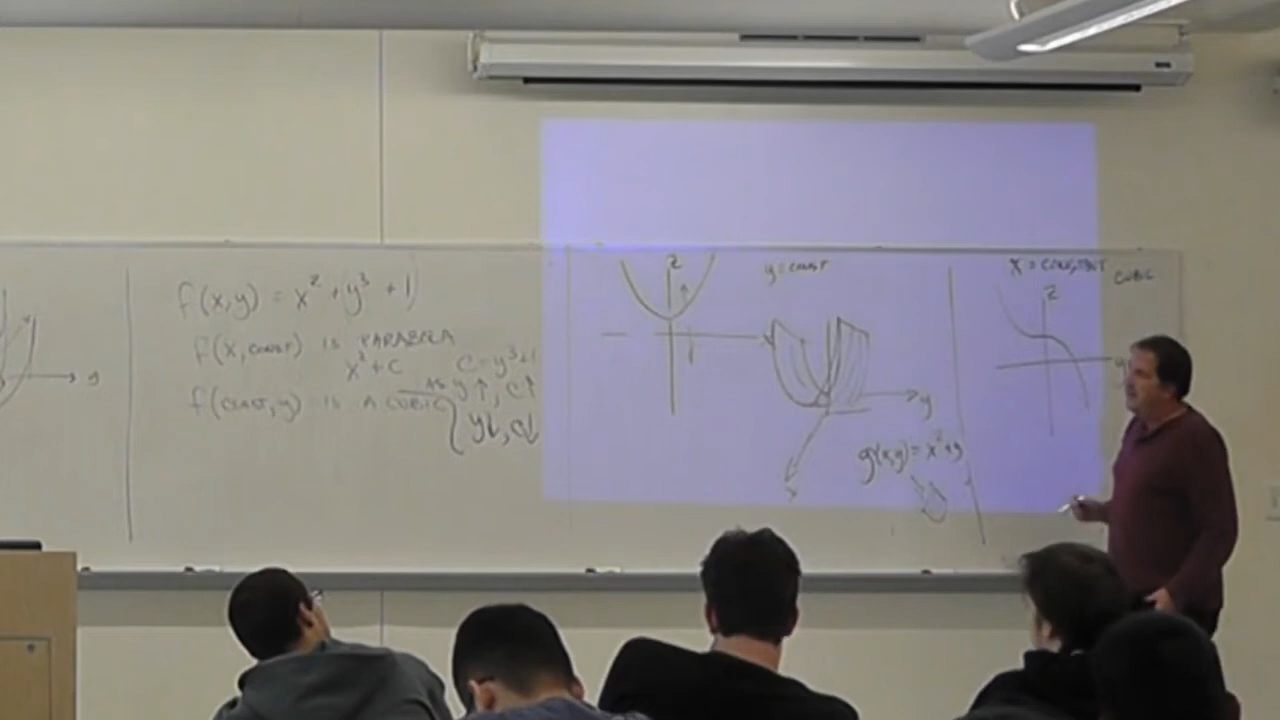 y
f(x,y) = x² + (y³ + 1)
f(x, const) IS PARABOLA
x² + C
C = y³+1
AS y↑, C↑
f(const, y) IS A CUBIC
y↓, C↓
z
y = CONST
y
x
g(x,y) = x² + y
X = CONSTANT
CUBIC
z
y